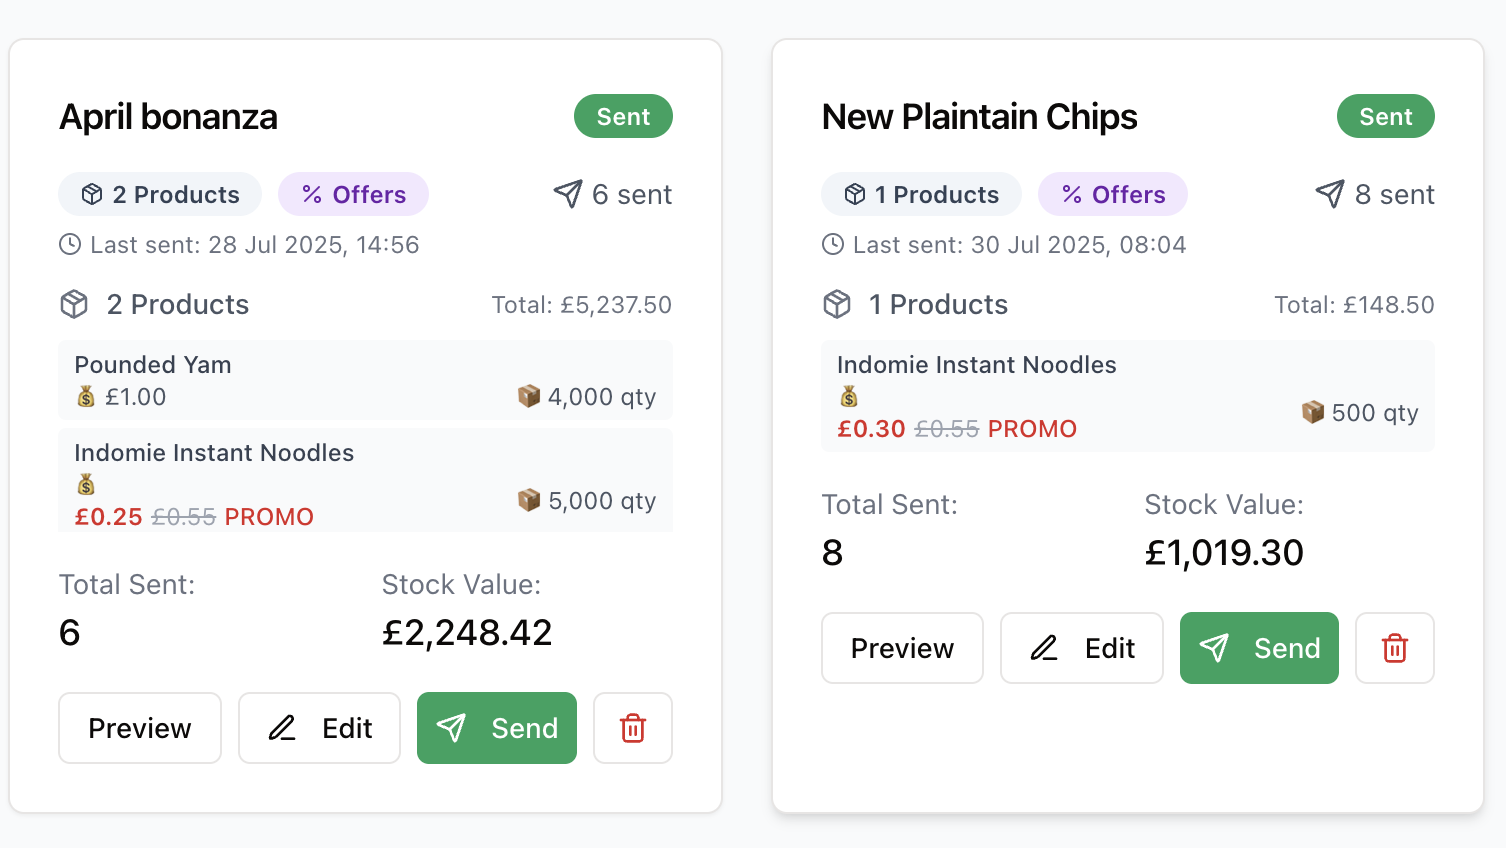 April bonanza
Sent
2 Products
% Offers
6 sent
Last sent: 28 Jul 2025, 14:56
2 Products
Total: £5,237.50
Pounded Yam
£1.00
4,000 qty
Indomie Instant Noodles
£0.25 £0.55 PROMO
5,000 qty
Total Sent:
6
Stock Value:
£2,248.42
Preview
Edit
Send
New Plaintain Chips
Sent
1 Products
% Offers
8 sent
Last sent: 30 Jul 2025, 08:04
1 Products
Total: £148.50
Indomie Instant Noodles
£0.30 £0.55 PROMO
500 qty
Total Sent:
8
Stock Value:
£1,019.30
Preview
Edit
Send